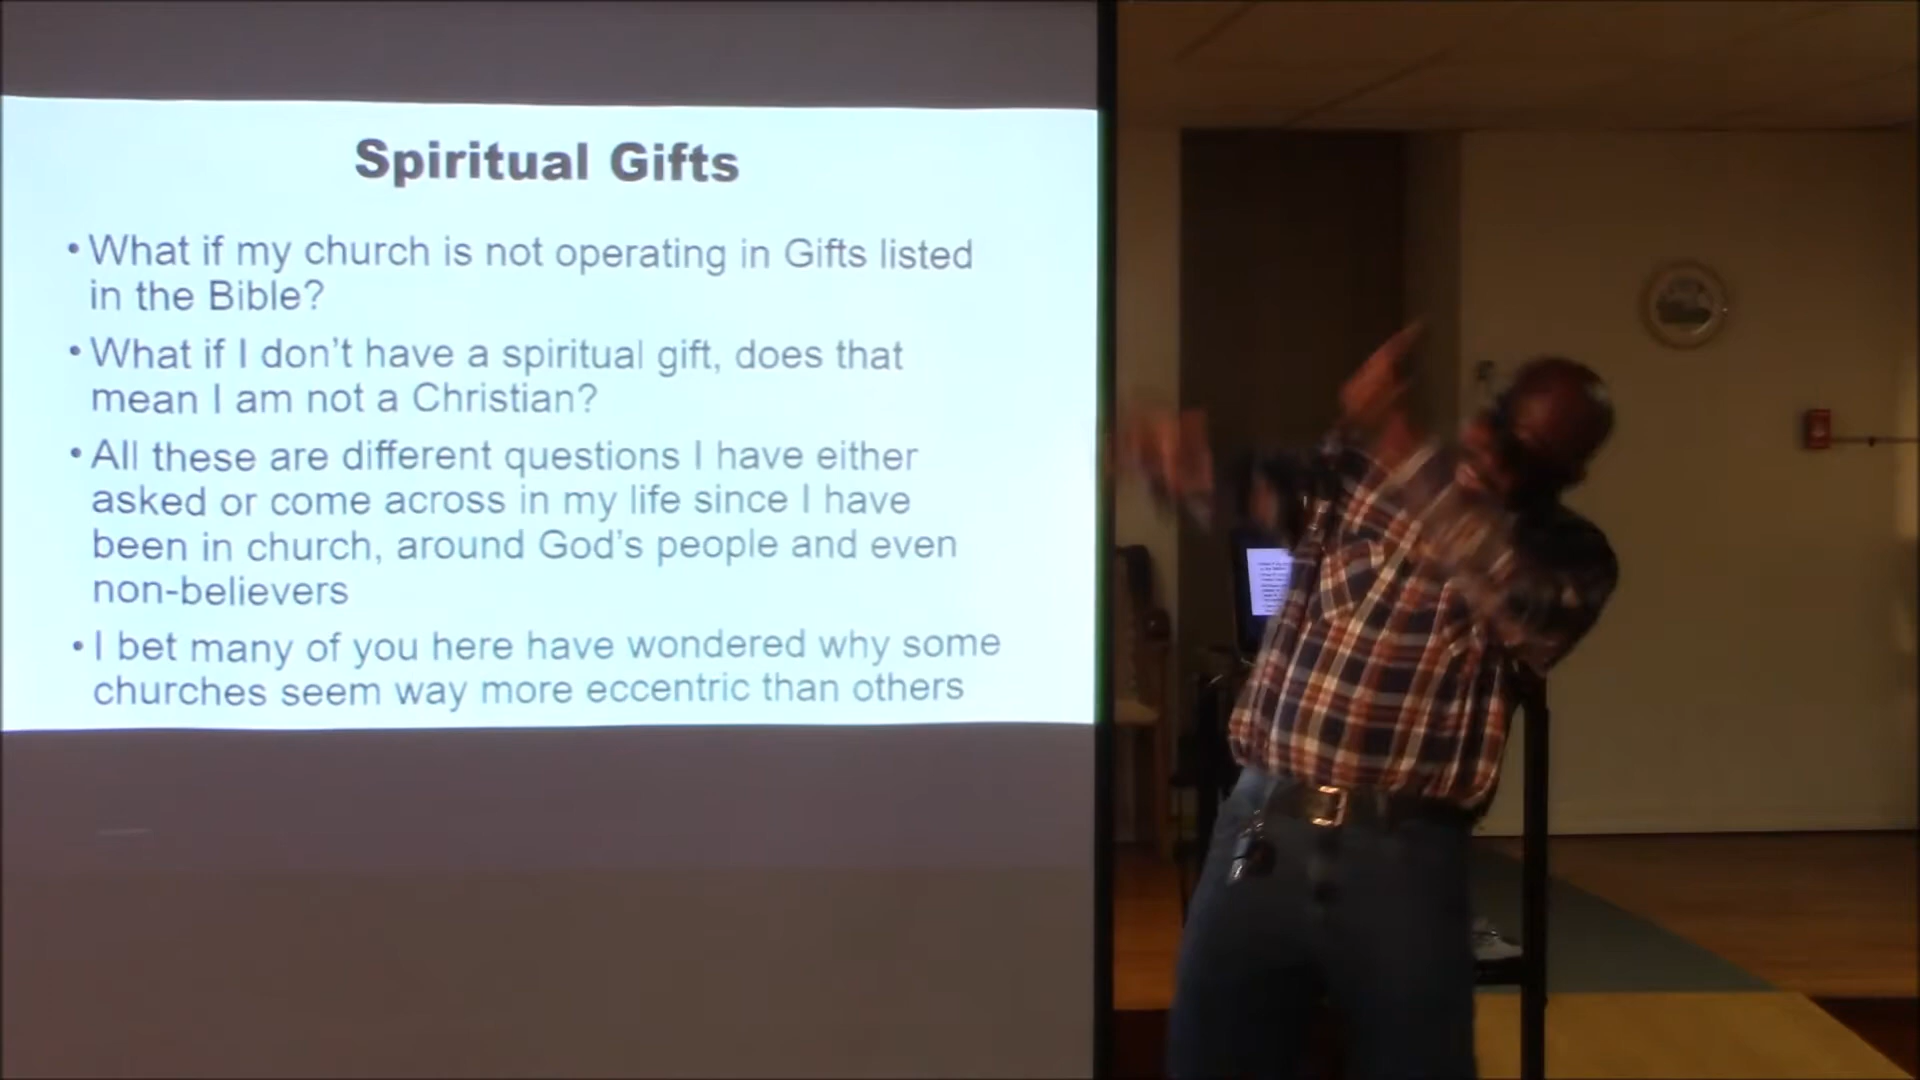 Spiritual Gifts
• What if my church is not operating in Gifts listed
in the Bible?
• What if I don't have a spiritual gift, does that
mean I am not a Christian?
• All these are different questions I have either
asked or come across in my life since I have
been in church, around God's people and even
non-believers
• I bet many of you here have wondered why some
churches seem way more eccentric than others